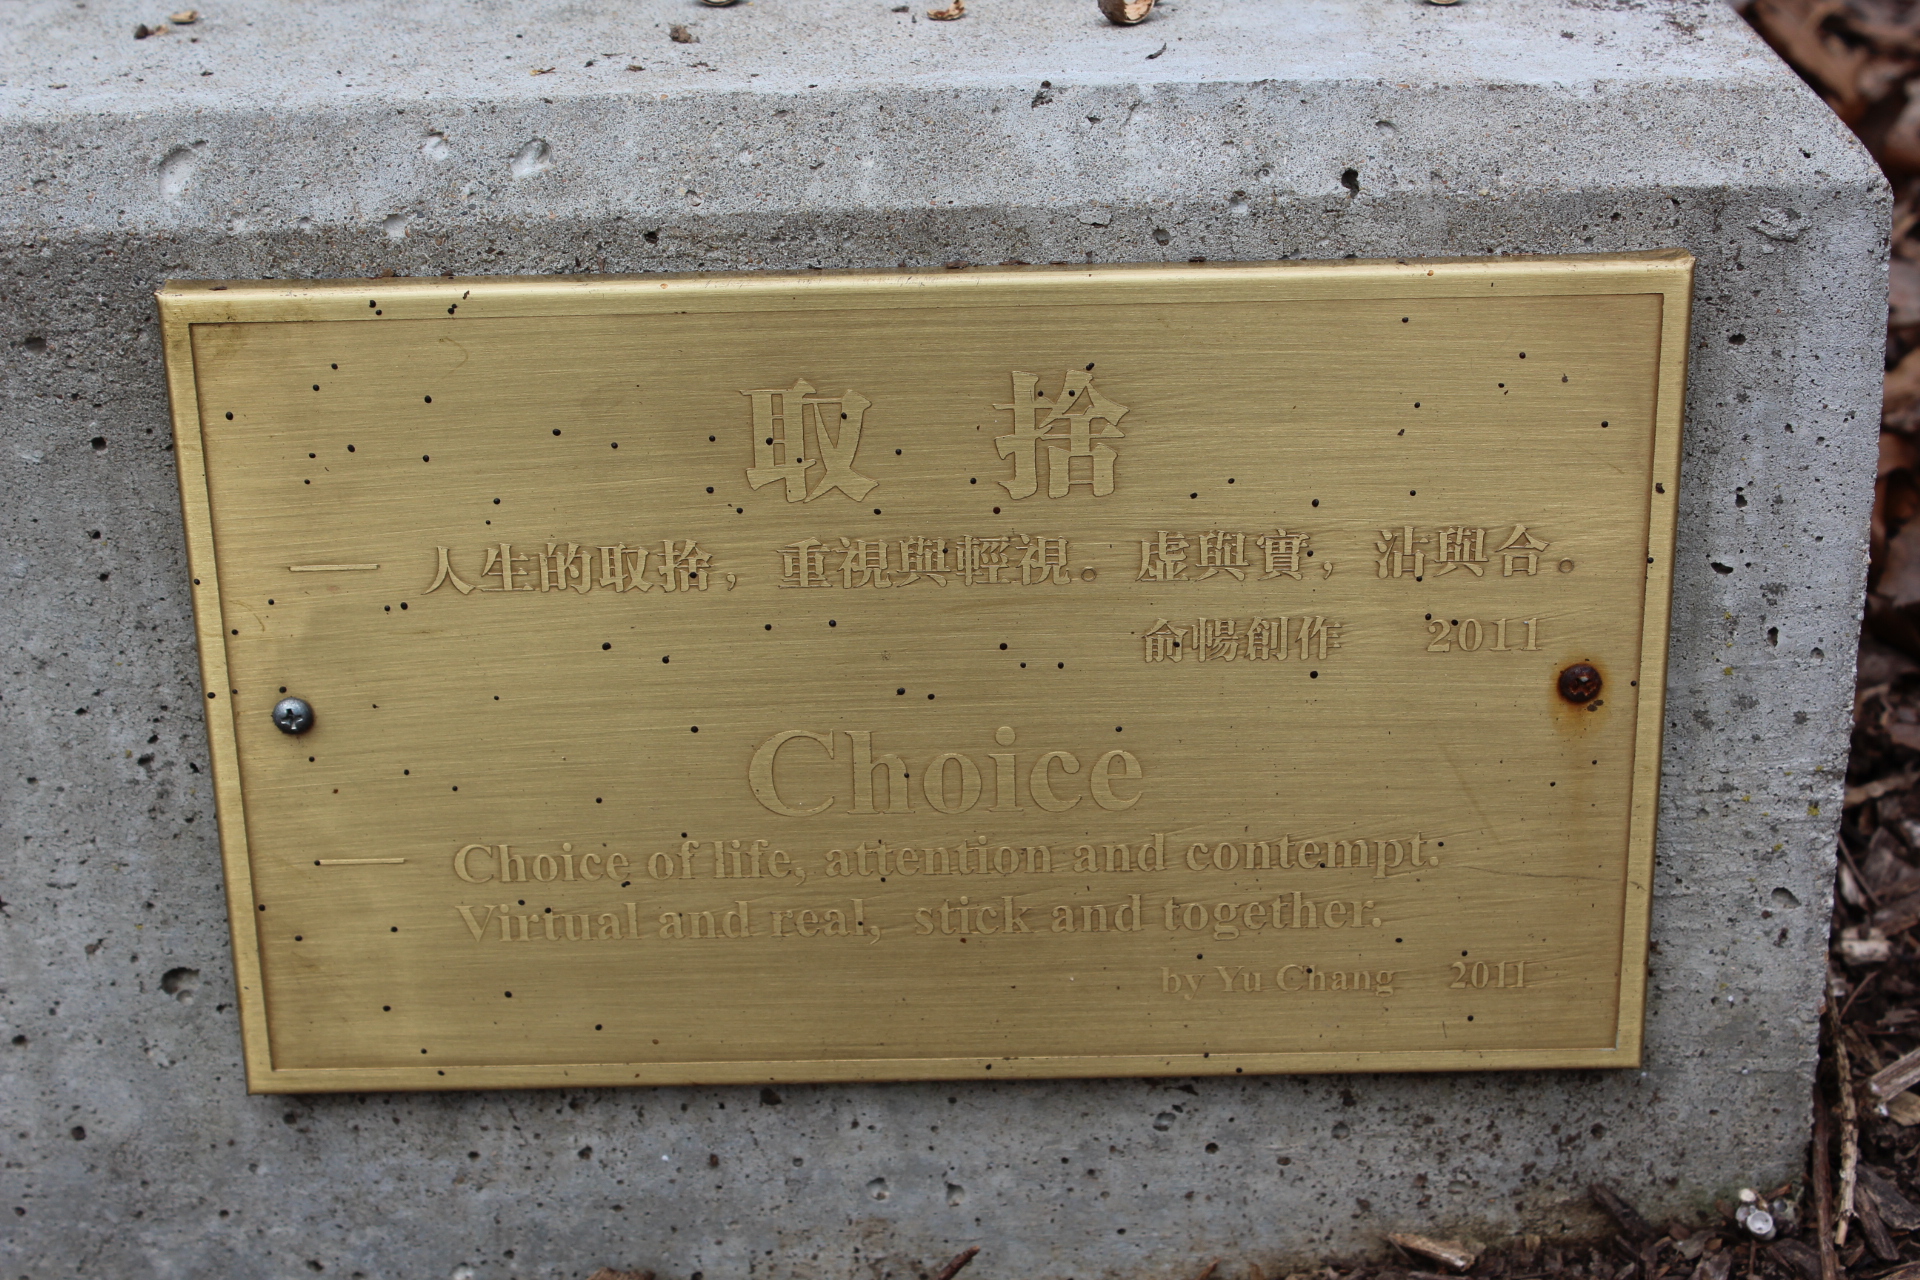 取 捨
— 人生的取捨，重視與輕視。虛與實，沾與合。
俞暢創作 2011
Choice
— Choice of life, attention and contempt.
Virtual and real, stick and together.
by Yu Chang 2011